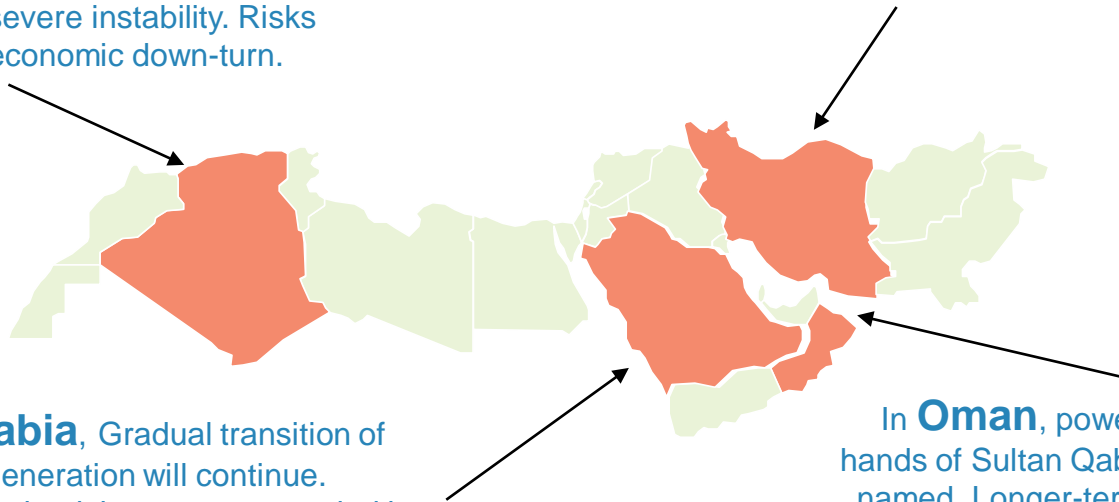 severe instability. Risks
economic down-turn.
abia, Gradual transition of
eneration will continue.
In Oman, powe
hands of Sultan Qab
named. Longer-ter